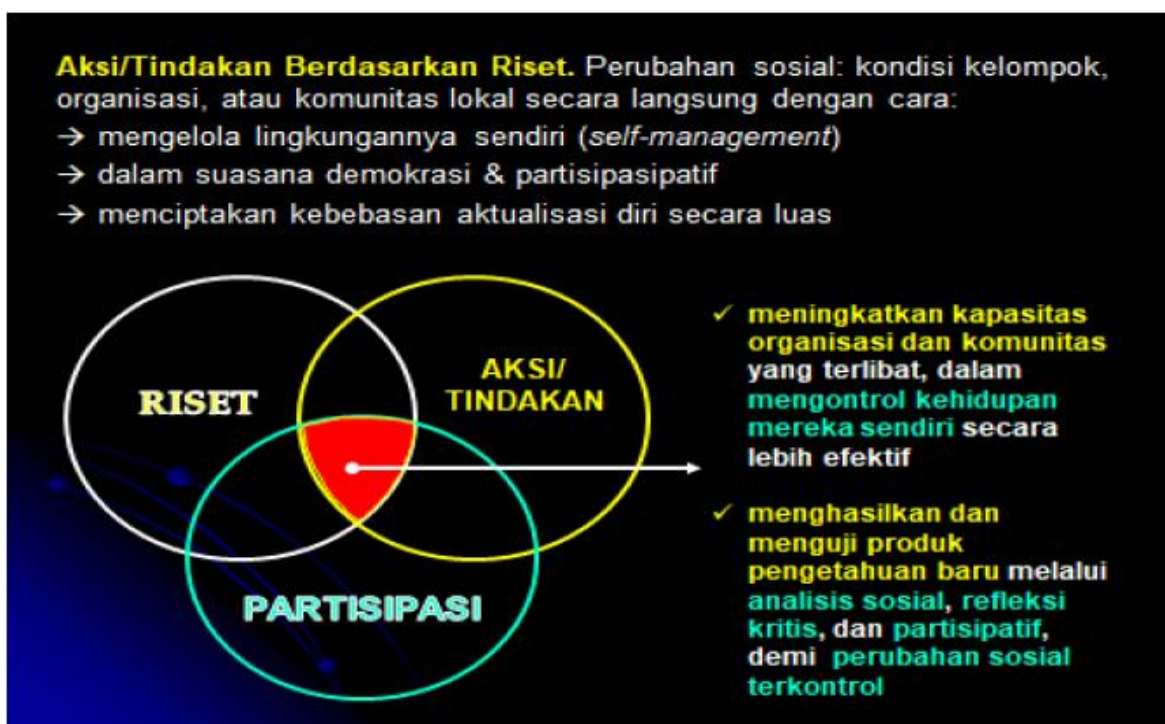 Aksi/Tindakan Berdasarkan Riset. Perubahan sosial: kondisi kelompok,
organisasi, atau komunitas lokal secara langsung dengan cara:
→ mengelola lingkungannya sendiri (self-management)
→ dalam suasana demokrasi & partisipasipatif
→ menciptakan kebebasan aktualisasi diri secara luas
RISET
AKSI/
TINDAKAN
PARTISIPASI
✓ meningkatkan kapasitas
organisasi dan komunitas
yang terlibat, dalam
mengontrol kehidupan
mereka sendiri secara
lebih efektif
✓ menghasilkan dan
menguji produk
pengetahuan baru melalui
analisis sosial, refleksi
kritis, dan partisipatif,
demi perubahan sosial
terkontrol